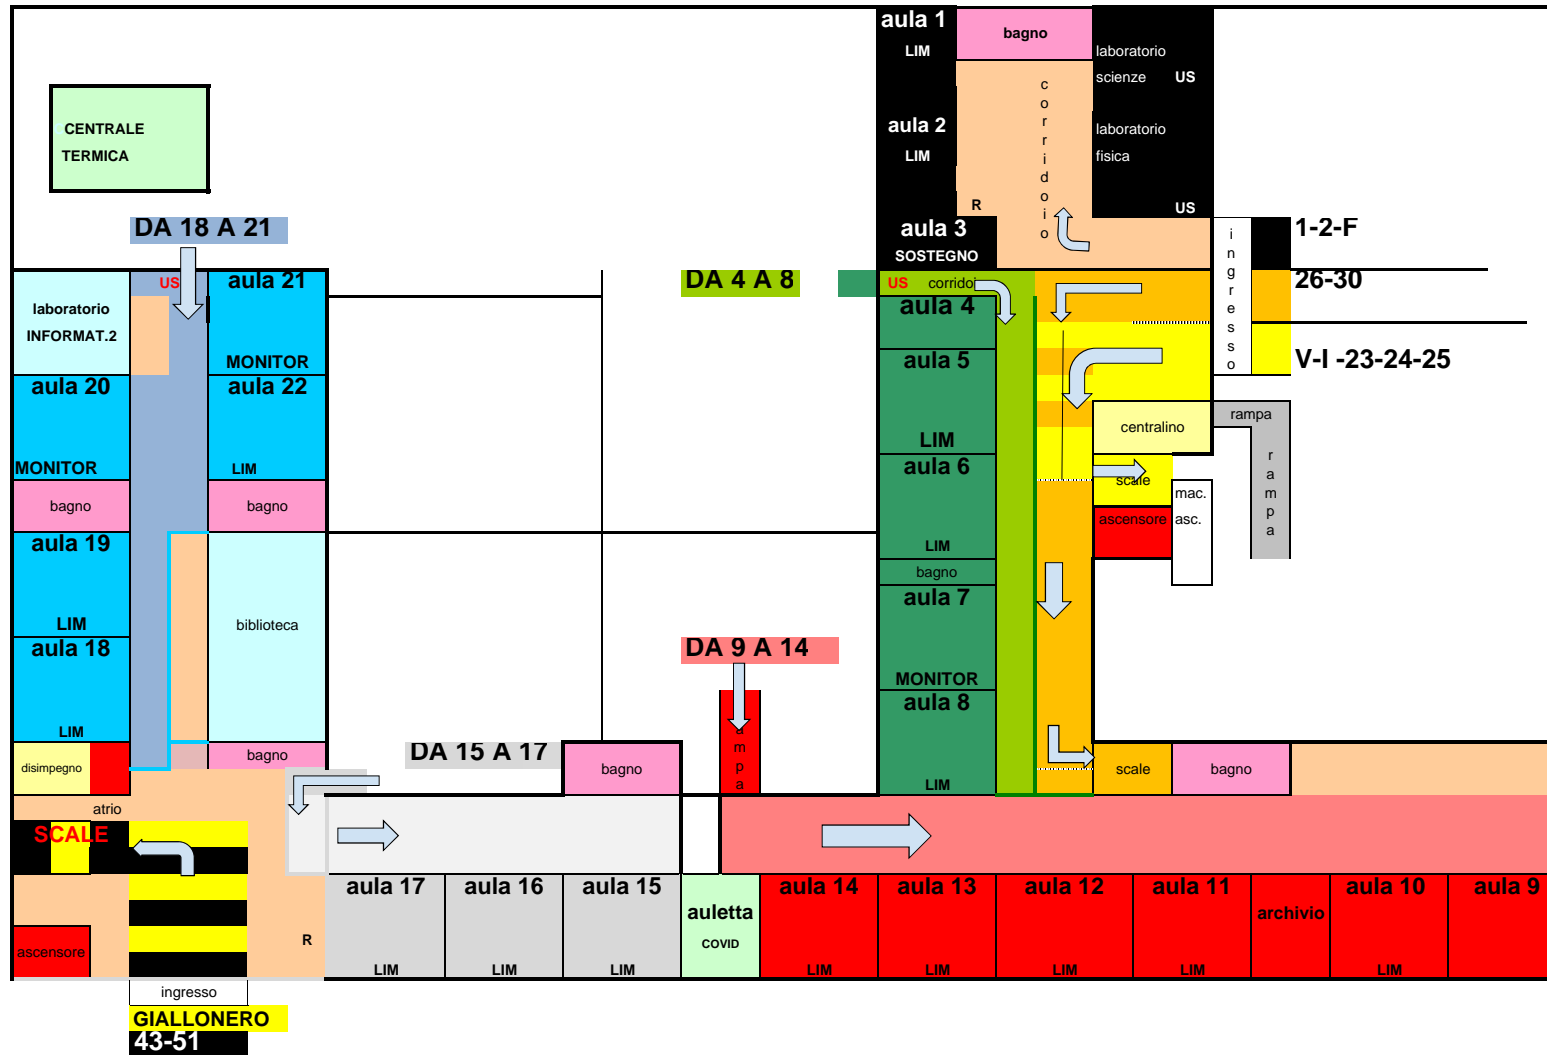 aula 1
LIM
bagno
laboratorio
scienze US
corridoio
CENTRALE
TERMICA
aula 2
LIM
laboratorio
fisica
R
US
DA 18 A 21
aula 3
SOSTEGNO
ingresso
1-2-F
US
aula 21
laboratorio
INFORMAT.2
MONITOR
DA 4 A 8
US corridoi
aula 4
26-30
aula 5
V-I -23-24-25
aula 20
aula 22
MONITOR
LIM
LIM
centralino
rampa
rampa
aula 6
scale
mac.
asc.
ascensore
bagno
bagno
aula 19
LIM
LIM
bagno
aula 7
biblioteca
aula 18
LIM
DA 9 A 14
MONITOR
aula 8
LIM
disimpegno
bagno
DA 15 A 17
bagno
ampa
scale
bagno
atrio
SCALE
aula 17
aula 16
aula 15
auletta
COVID
aula 14
aula 13
aula 12
aula 11
archivio
aula 10
aula 9
ascensore
R
LIM
LIM
LIM
LIM
LIM
LIM
LIM
LIM
ingresso
GIALLONERO
43-51